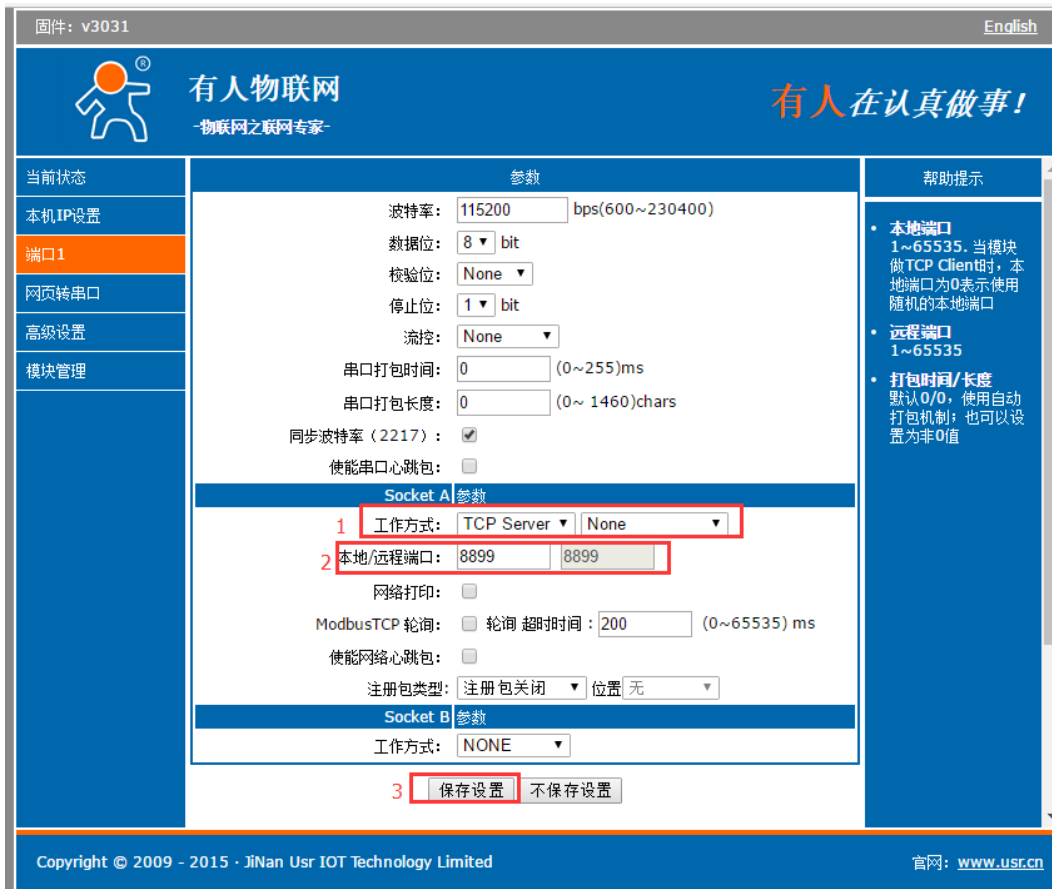 固件：v3031
English
®
有人物联网
-物联网之联网专家-
有人在认真做事！
当前状态
本机IP设置
端口1
网页转串口
高级设置
模块管理
参数
波特率： 115200 bps(600~230400)
数据位： 8 bit
校验位： None
停止位： 1 bit
流控： None
串口打包时间： 0 (0~255)ms
串口打包长度： 0 (0~ 1460)chars
同步波特率（2217）：
使能串口心跳包：
Socket A 参数
1 工作方式： TCP Server None
2 本地/远程端口： 8899 8899
网络打印：
ModbusTCP 轮询： 轮询 超时时间：200 (0~65535) ms
使能网络心跳包：
注册包类型： 注册包关闭 位置 无
Socket B 参数
工作方式： NONE
3 保存设置 不保存设置
帮助提示
• 本地端口
1~65535. 当模块
做TCP Client时，本
地端口为0表示使用
随机的本地端口
• 远程端口
1~65535
• 打包时间/长度
默认0/0，使用自动
打包机制；也可以设
置为非0值
Copyright © 2009 - 2015 · JiNan Usr IOT Technology Limited
官网：www.usr.cn